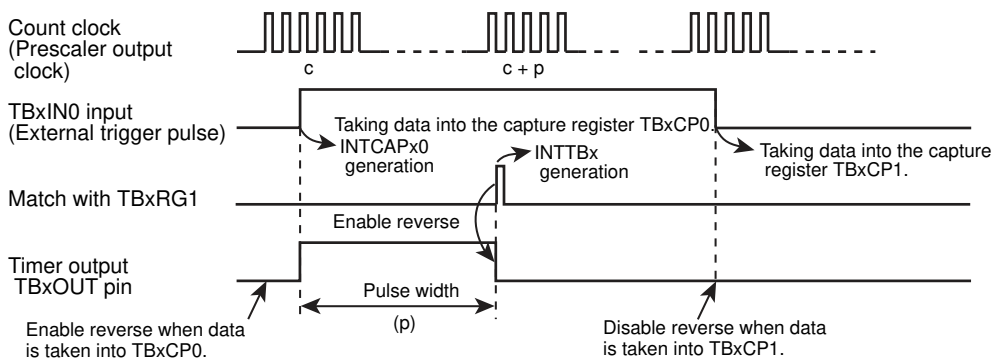 Count clock
(Prescaler output
clock)
c
c + p
TBxIN0 input
(External trigger pulse)
Taking data into the capture register TBxCP0.
INTCAPx0
generation
INTTBx
generation
Taking data into the capture
register TBxCP1.
Match with TBxRG1
Enable reverse
Timer output
TBxOUT pin
Pulse width
(p)
Enable reverse when data
is taken into TBxCP0.
Disable reverse when data
is taken into TBxCP1.